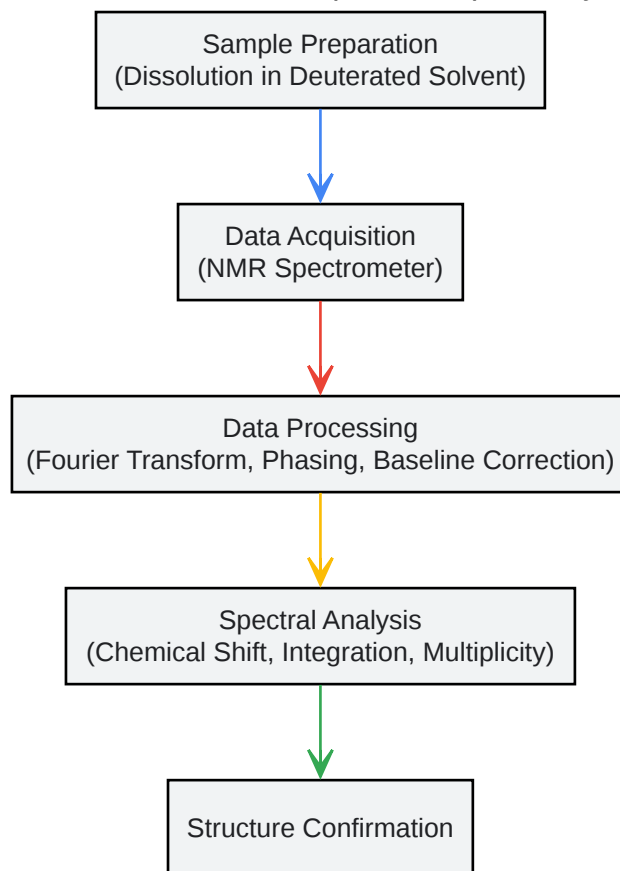 Sample Preparation
(Dissolution in Deuterated Solvent)
Data Acquisition
(NMR Spectrometer)
Data Processing
(Fourier Transform, Phasing, Baseline Correction)
Spectral Analysis
(Chemical Shift, Integration, Multiplicity)
Structure Confirmation